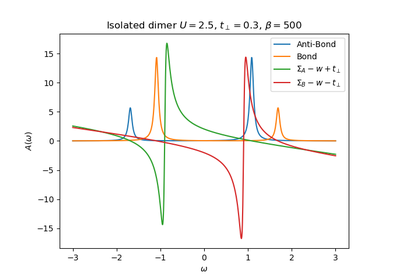 Isolated dimer U = 2.5, t⊥ = 0.3, β = 500
Anti-Bond
Bond
Σ_A − w + t⊥
Σ_B − w − t⊥
A(ω)
15
10
5
0
−5
−10
−15
−3 −2 −1 0 1 2 3
ω